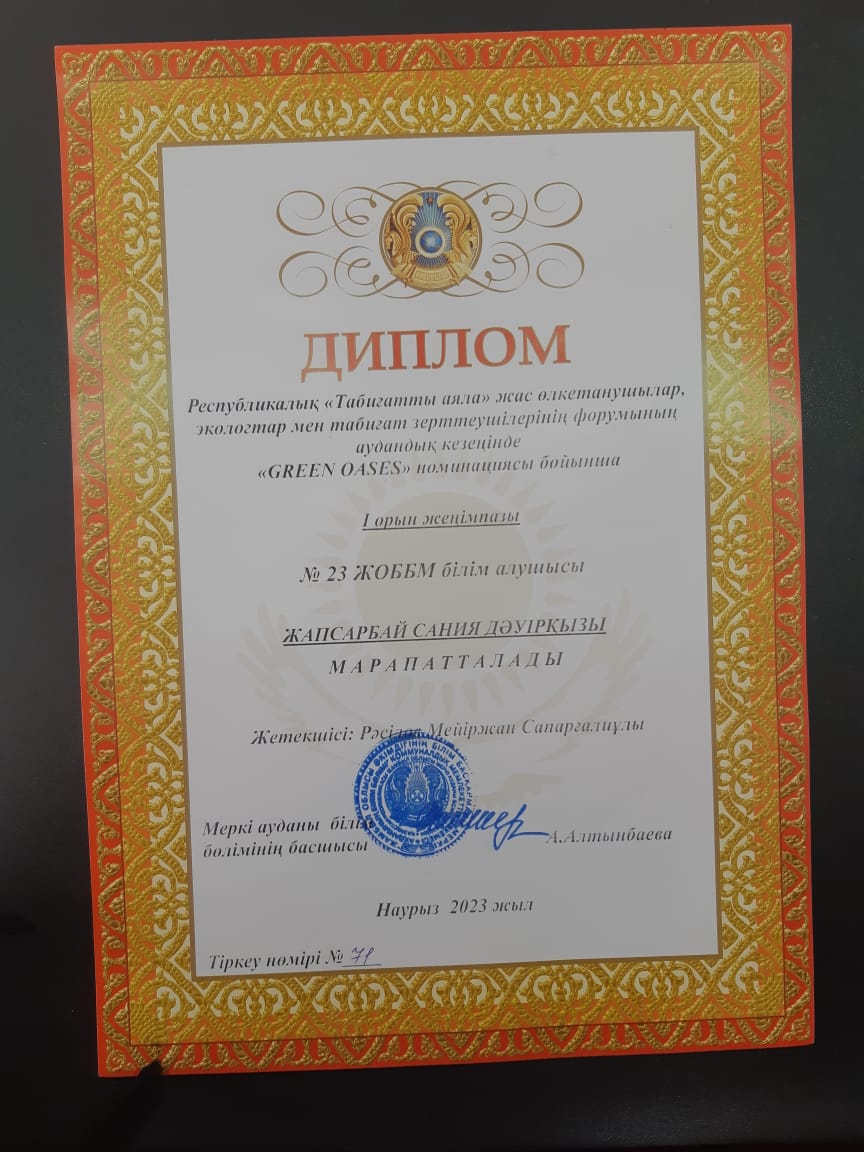 ДИПЛОМ
Республикалық «Табиғатты аяла» жас өлкетанушылар,
экологтар мен табиғат зерттеушілерінің форумының
аудандық кезеңінде
«GREEN OASES» номинациясы бойынша
І орын жеңімпазы
№ 23 ЖОББМ білім алушысы
ЖАПСАРБАЙ САНИЯ ДӘУІРҚЫЗЫ
МАРАПАТТАЛАДЫ
Жетекшісі: Мейіржан Сапарғалиұлы
Меркі ауданы білім
бөлімінің басшысы
А.Алтынбаева
Наурыз 2023 жыл
Тіркеу нөмірі № 71